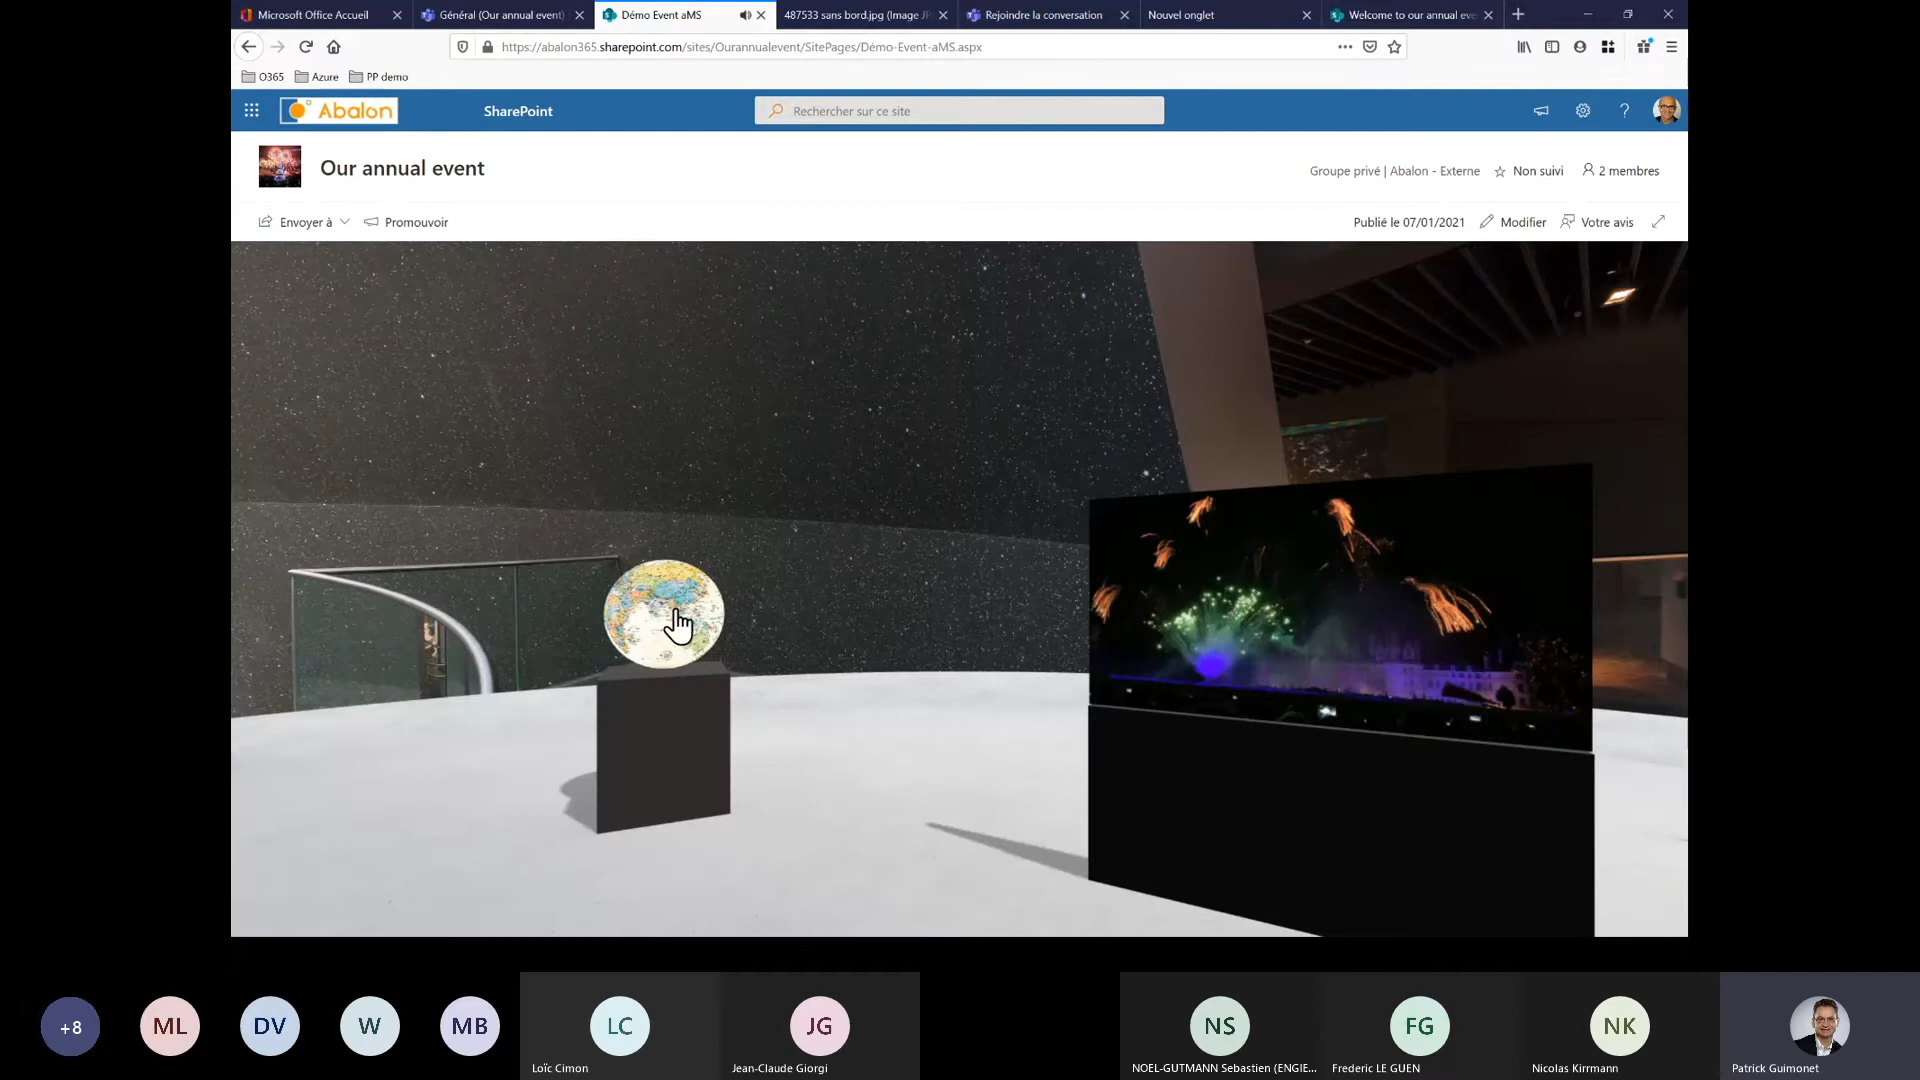 Microsoft Office Accueil
Général (Our annual event)
Démo Event aMS
487533 sans bord.jpg (Image JP
Rejoindre la conversation
Nouvel onglet
Welcome to our annual eve
https://abalon365.sharepoint.com/sites/Ourannualevent/SitePages/Démo-Event-aMS.aspx
O365
Azure
PP demo
Abalon
SharePoint
Rechercher sur ce site
Our annual event
Groupe privé | Abalon - Externe
Non suivi
2 membres
Envoyer à
Promouvoir
Publié le 07/01/2021
Modifier
Votre avis
+8
ML
DV
W
MB
LC
JG
NS
FG
NK
Loïc Cimon
Jean-Claude Giorgi
NOEL-GUTMANN Sebastien (ENGIE...
Frederic LE GUEN
Nicolas Kirrmann
Patrick Guimonet